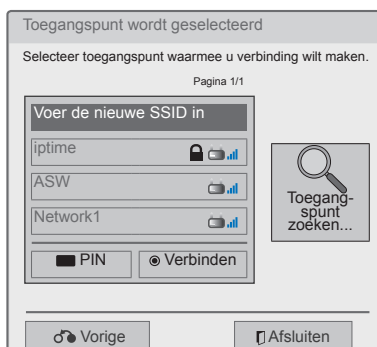 Toegangspunt wordt geselecteerd
Selecteer toegangspunt waarmee u verbinding wilt maken.
Pagina 1/1
Voer de nieuwe SSID in
iptime
ASW
Network1
PIN
Verbinden
Toegang-
spunt
zoeken...
Vorige
Afsluiten